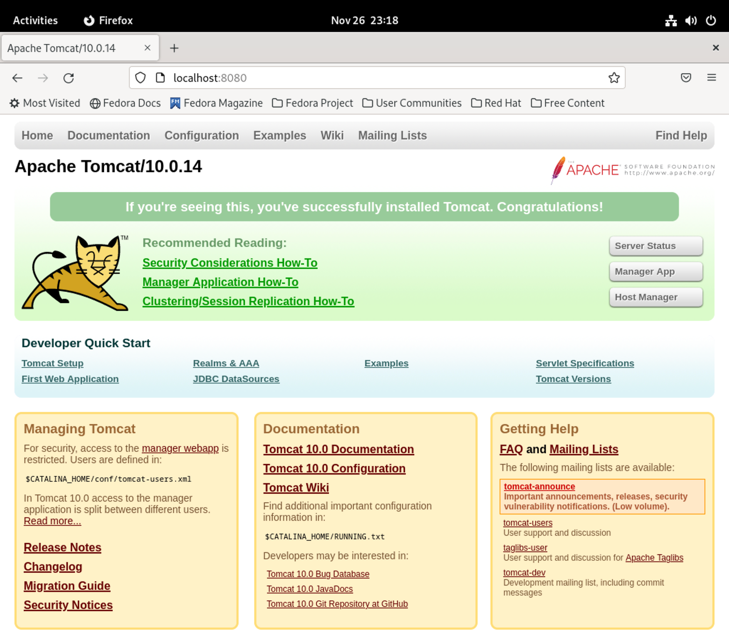 Activities Firefox Nov 26 23:18
Apache Tomcat/10.0.14
localhost:8080
Most Visited Fedora Docs Fedora Magazine Fedora Project User Communities Red Hat Free Content
Home Documentation Configuration Examples Wiki Mailing Lists Find Help
Apache Tomcat/10.0.14
APACHE SOFTWARE FOUNDATION
http://www.apache.org/
If you're seeing this, you've successfully installed Tomcat. Congratulations!
TM
Recommended Reading:
Security Considerations How-To
Manager Application How-To
Clustering/Session Replication How-To
Server Status
Manager App
Host Manager
Developer Quick Start
Tomcat Setup
First Web Application
Realms & AAA
JDBC DataSources
Examples
Servlet Specifications
Tomcat Versions
Managing Tomcat
For security, access to the manager webapp is
restricted. Users are defined in:
$CATALINA_HOME/conf/tomcat-users.xml
In Tomcat 10.0 access to the manager
application is split between different users.
Read more...
Release Notes
Changelog
Migration Guide
Security Notices
Documentation
Tomcat 10.0 Documentation
Tomcat 10.0 Configuration
Tomcat Wiki
Find additional important configuration
information in:
$CATALINA_HOME/RUNNING.txt
Developers may be interested in:
Tomcat 10.0 Bug Database
Tomcat 10.0 JavaDocs
Tomcat 10.0 Git Repository at GitHub
Getting Help
FAQ and Mailing Lists
The following mailing lists are available:
tomcat-announce
Important announcements, releases, security
vulnerability notifications. (Low volume).
tomcat-users
User support and discussion
taglibs-user
User support and discussion for Apache Taglibs
tomcat-dev
Development mailing list, including commit
messages